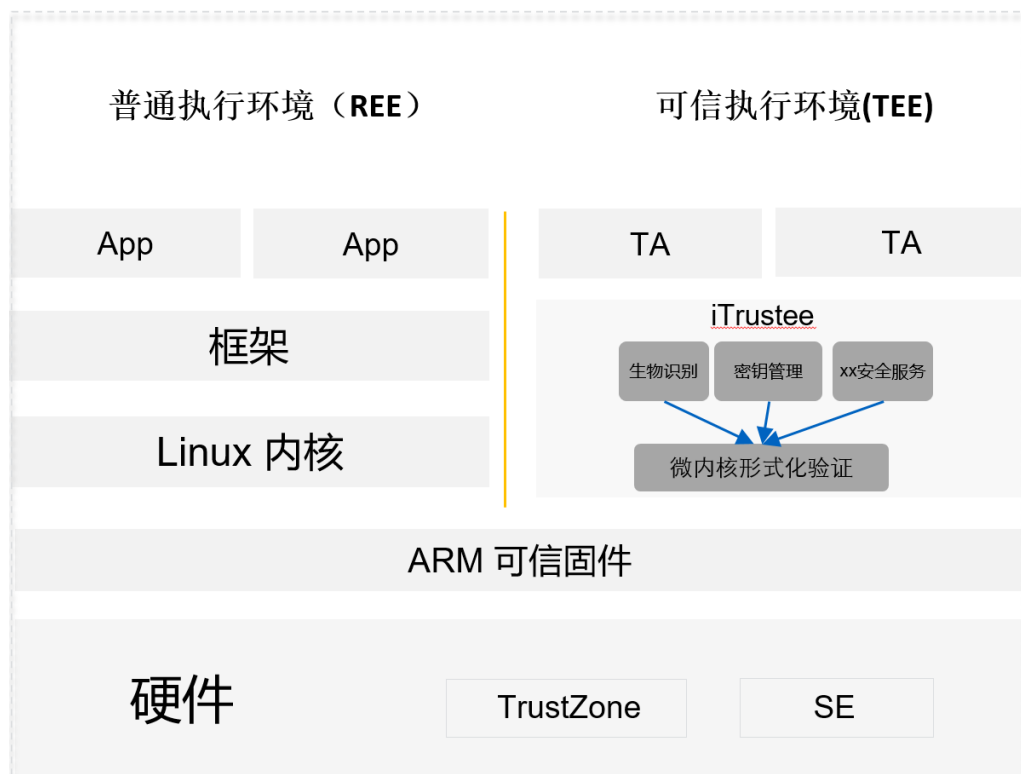 普通执行环境（REE）
可信执行环境(TEE)
App
App
TA
TA
框架
iTrustee
生物识别
密钥管理
xx安全服务
Linux 内核
微内核形式化验证
ARM 可信固件
硬件
TrustZone
SE